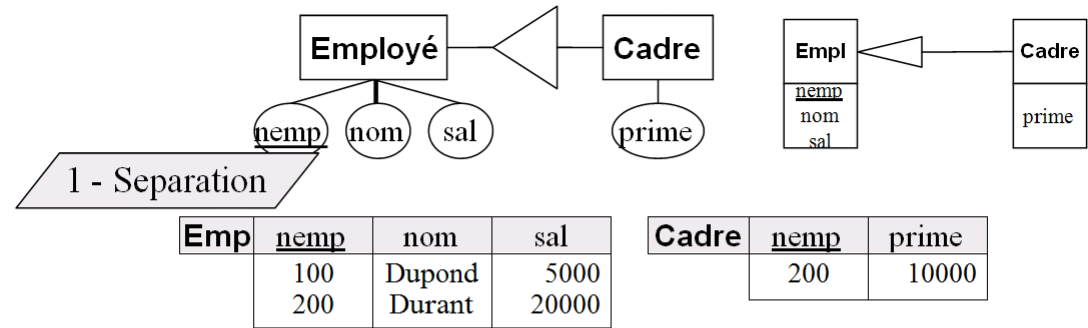 Employé Cadre
nemp nom sal prime
Empl Cadre
nemp prime
nom
sal
1 - Separation
Emp nemp nom sal
100 Dupond 5000
200 Durant 20000
Cadre nemp prime
200 10000